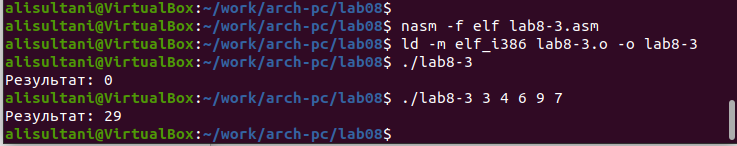 alisultani@VirtualBox:~/work/arch-pc/lab08$
alisultani@VirtualBox:~/work/arch-pc/lab08$ nasm -f elf lab8-3.asm
alisultani@VirtualBox:~/work/arch-pc/lab08$ ld -m elf_i386 lab8-3.o -o lab8-3
alisultani@VirtualBox:~/work/arch-pc/lab08$ ./lab8-3
Результат: 0
alisultani@VirtualBox:~/work/arch-pc/lab08$ ./lab8-3 3 4 6 9 7
Результат: 29
alisultani@VirtualBox:~/work/arch-pc/lab08$